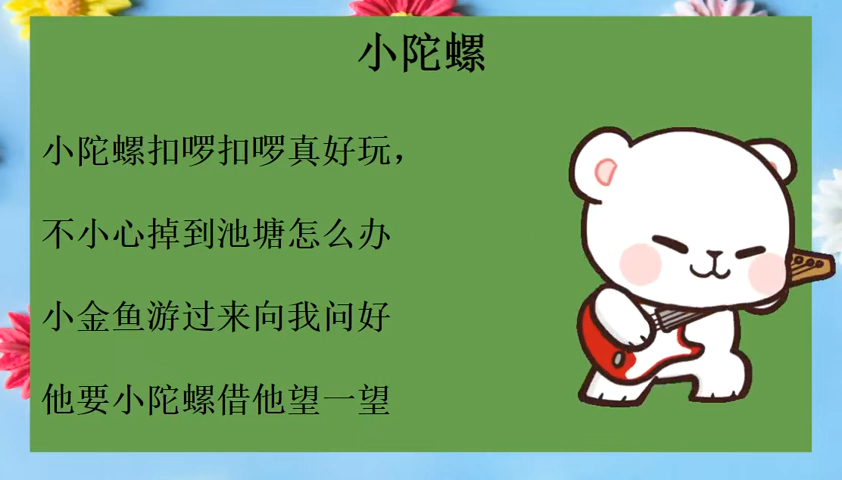 小陀螺
小陀螺扣啰扣啰真好玩，
不小心掉到池塘怎么办
小金鱼游过来向我问好
他要小陀螺借他望一望